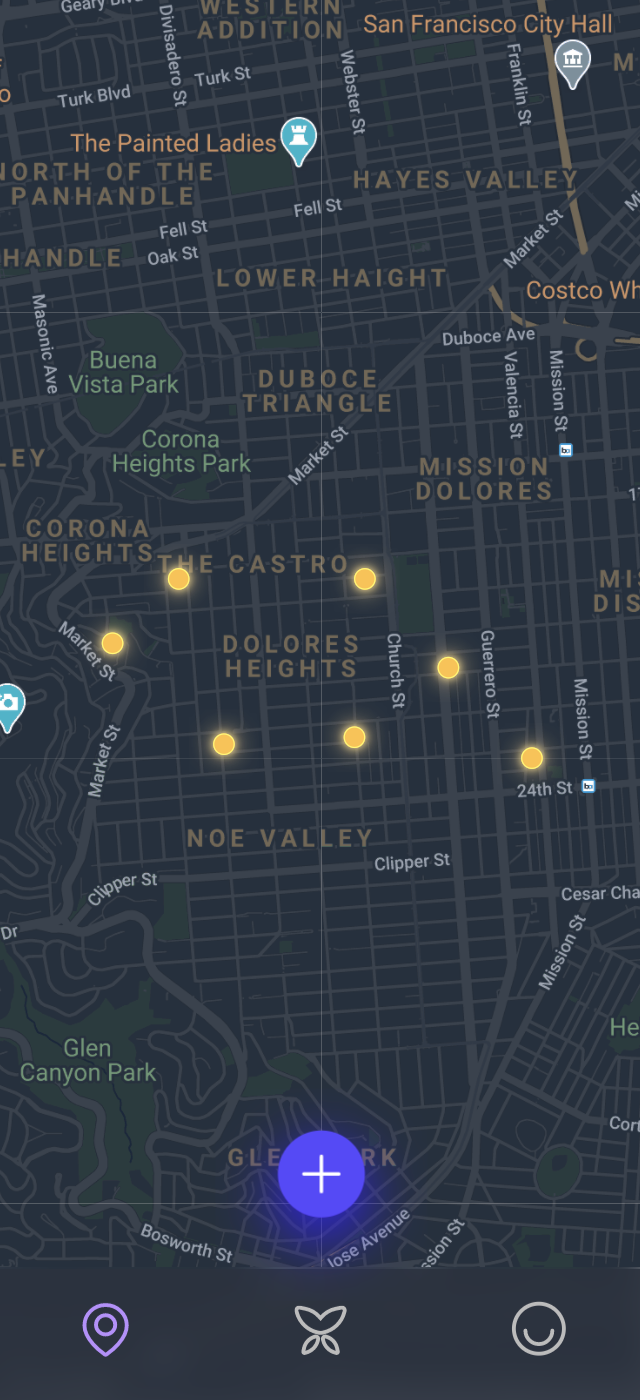 Geary Blvd
WESTERN
ADDITION
San Francisco City Hall
Divisadero St
Turk St
Webster St
Franklin St
Turk Blvd
The Painted Ladies
NORTH OF THE
PANHANDLE
HAYES VALLEY
Fell St
Fell St
Market St
HANDLE
Oak St
LOWER HAIGHT
Costco Wh
Masonic Ave
Duboce Ave
Buena
Vista Park
Valencia St
Mission St
DUBOCE
TRIANGLE
Corona
Heights Park
Market St
LEY
MISSION
DOLORES
CORONA
HEIGHTS
THE CASTRO
MIS
DIS
Market St
DOLORES
HEIGHTS
Church St
Guerrero St
Mission St
Market St
24th St
NOE VALLEY
Clipper St
Clipper St
Cesar Cha
Dr
Mission St
Glen
Canyon Park
He
Cort
GLE RK
Bosworth St
Jose Avenue
ssion St